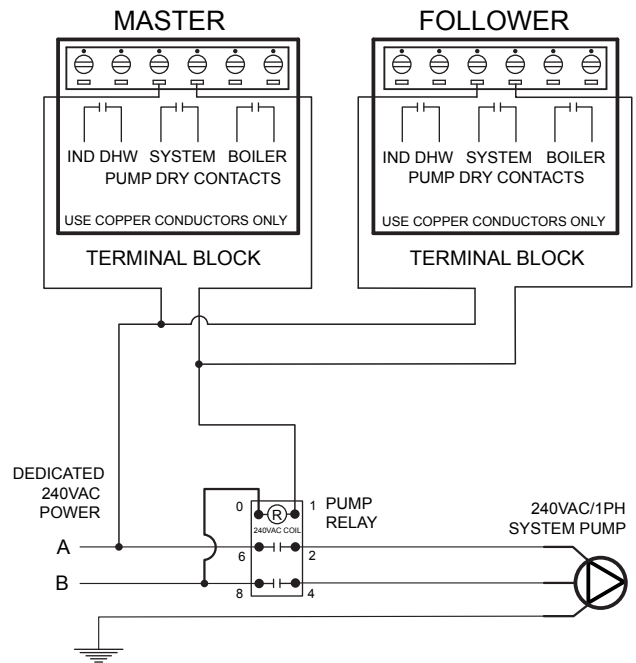 MASTER
FOLLOWER
IND DHW SYSTEM BOILER
PUMP DRY CONTACTS
USE COPPER CONDUCTORS ONLY
TERMINAL BLOCK
IND DHW SYSTEM BOILER
PUMP DRY CONTACTS
USE COPPER CONDUCTORS ONLY
TERMINAL BLOCK
DEDICATED
240VAC
POWER
A
B
0
1
R
240VAC COIL
6
2
8
4
PUMP
RELAY
240VAC/1PH
SYSTEM PUMP